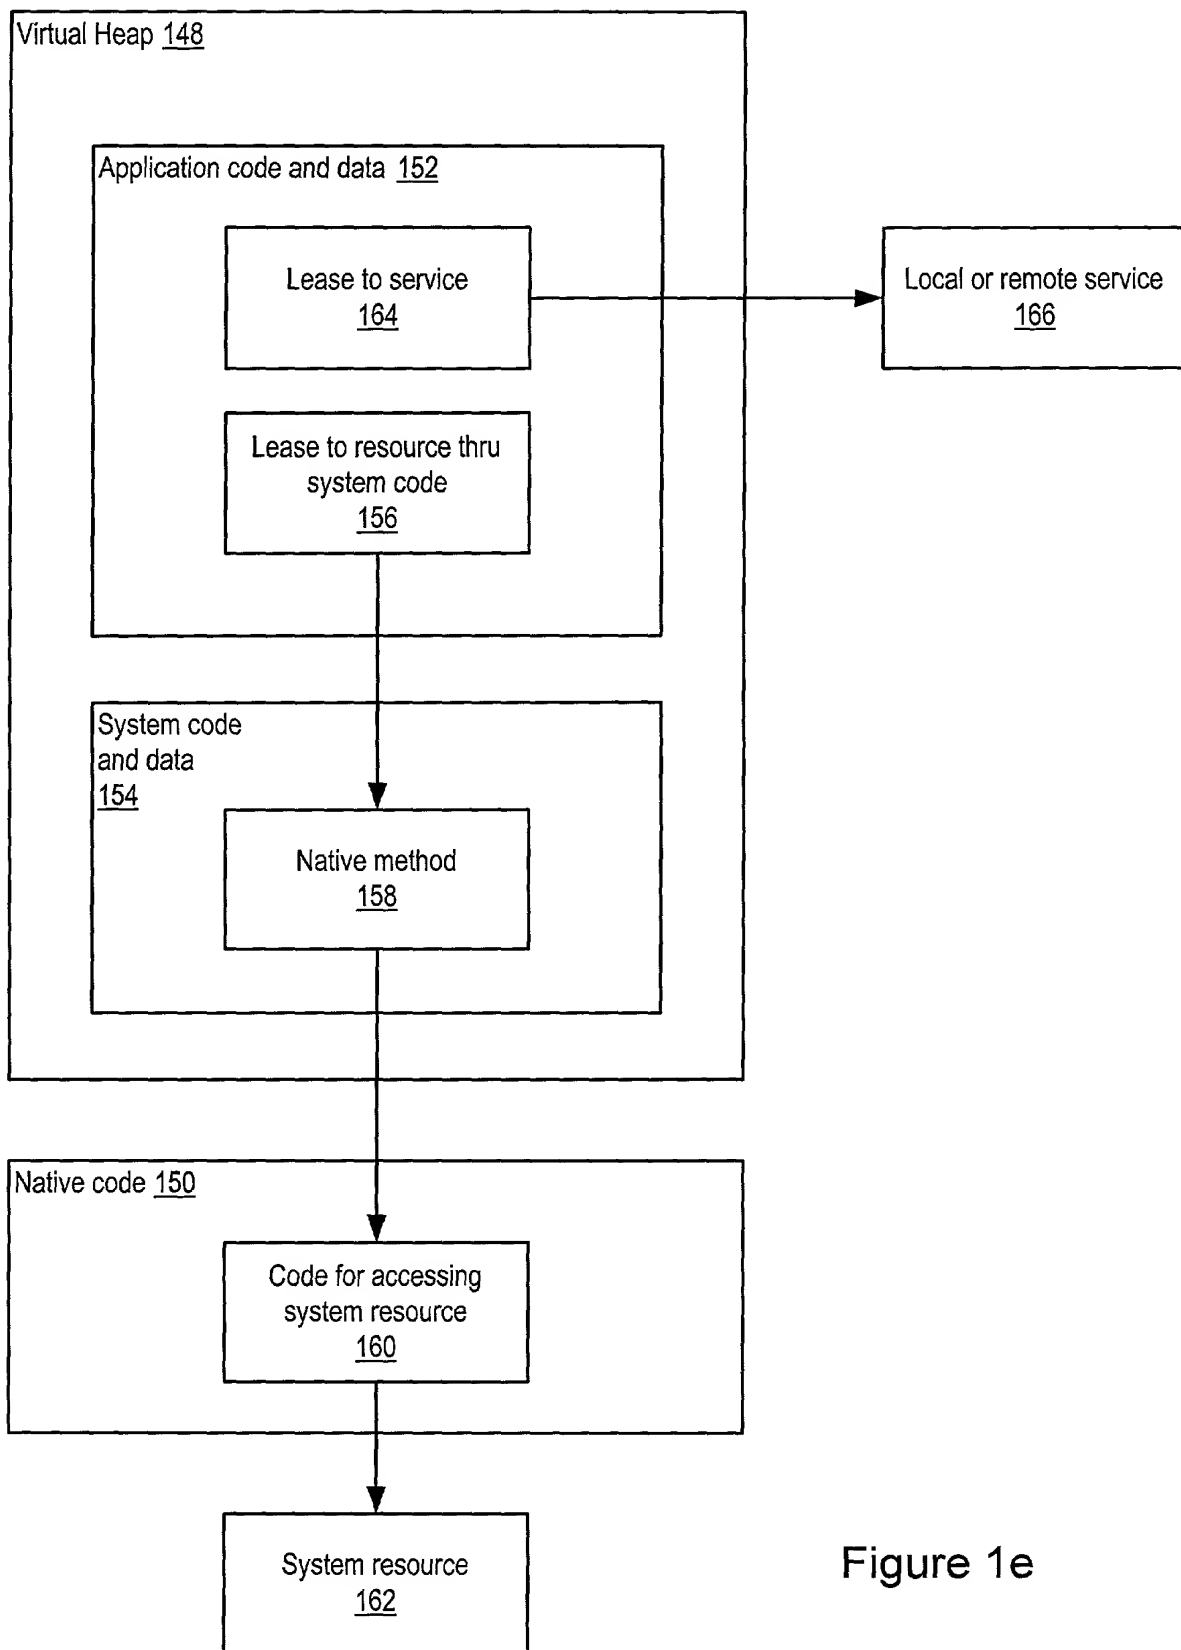 Virtual Heap 148
Application code and data 152
Lease to service
164
Local or remote service
166
Lease to resource thru
system code
156
System code
and data
154
Native method
158
Native code 150
Code for accessing
system resource
160
System resource
162
Figure 1e